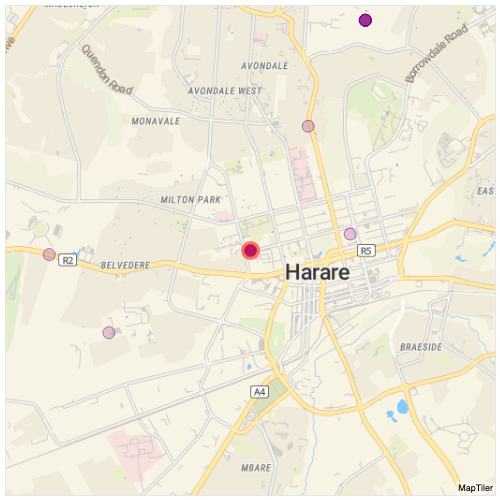 Quendon Road
Borrowdale Road
AVONDALE
AVONDALE WEST
MONAVALE
MILTON PARK
EAS
R5
R2
BELVEDERE
Harare
BRAESIDE
A4
MBARE
MapTiler